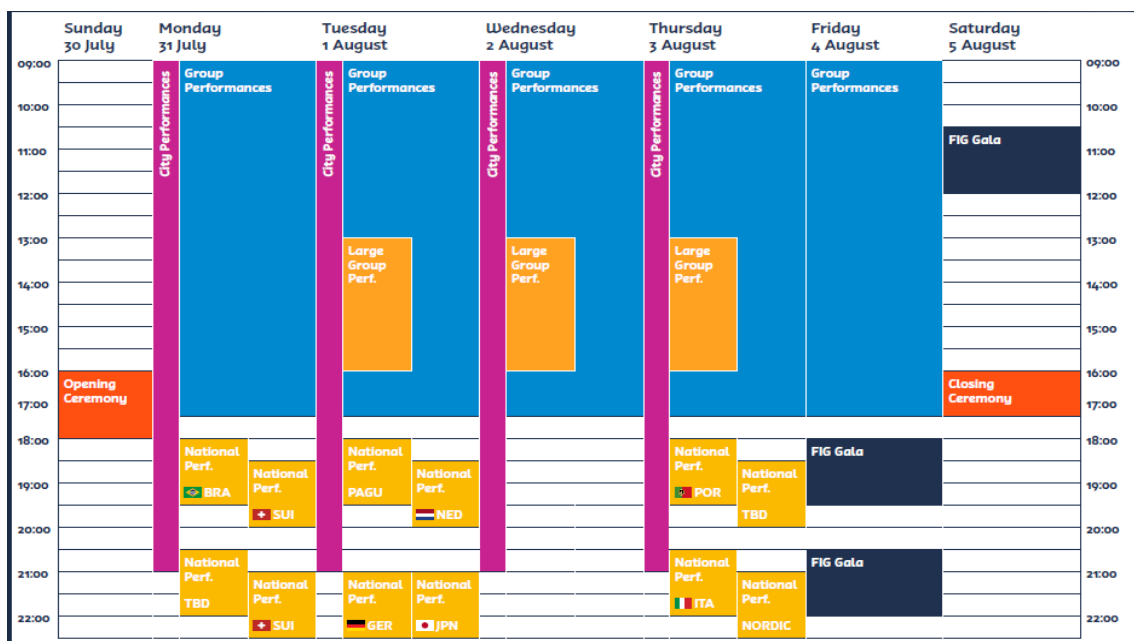 Sunday
30 July
Monday
31 July
Tuesday
1 August
Wednesday
2 August
Thursday
3 August
Friday
4 August
Saturday
5 August
09:00
10:00
11:00
12:00
13:00
14:00
15:00
16:00
17:00
18:00
19:00
20:00
21:00
22:00
Opening
Ceremony
City Performances
Group
Performances
National
Perf.
BRA
National
Perf.
SUI
National
Perf.
TBD
National
Perf.
SUI
City Performances
Group
Performances
Large
Group
Perf.
National
Perf.
PAGU
National
Perf.
NED
National
Perf.
GER
National
Perf.
JPN
City Performances
Group
Performances
Large
Group
Perf.
City Performances
Group
Performances
Large
Group
Perf.
National
Perf.
POR
National
Perf.
TBD
National
Perf.
ITA
National
Perf.
NORDIC
Group
Performances
FIG Gala
FIG Gala
FIG Gala
Closing
Ceremony
09:00
10:00
11:00
12:00
13:00
14:00
15:00
16:00
17:00
18:00
19:00
20:00
21:00
22:00